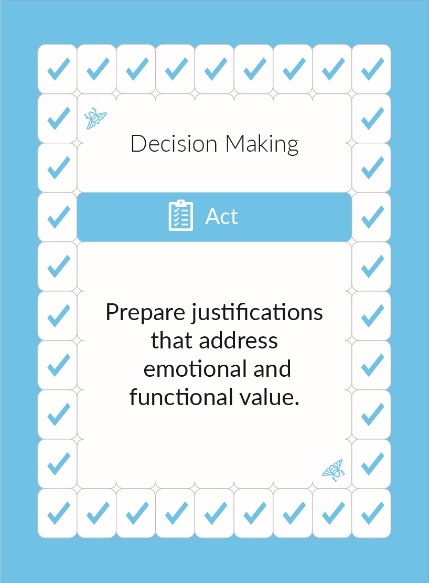 Decision Making
Act
Prepare justifications
that address
emotional and
functional value.